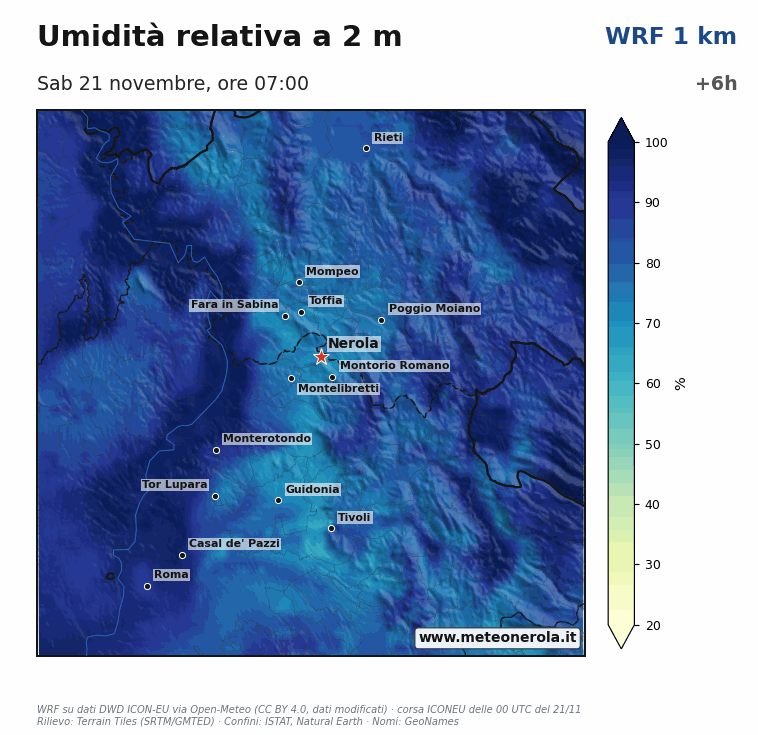 Umidità relativa a 2 m
WRF 1 km
Sab 21 novembre, ore 07:00
+6h
Rieti
Mompeo
Toffia
Fara in Sabina
Poggio Moiano
Nerola
Montorio Romano
Montelibretti
Monterotondo
Tor Lupara
Guidonia
Tivoli
Casal de' Pazzi
Roma
www.meteonerola.it
100
90
80
70
60
50
40
30
20
%
WRF su dati DWD ICON-EU via Open-Meteo (CC BY 4.0, dati modificati) · corsa ICONEU delle 00 UTC del 21/11
Rilievo: Terrain Tiles (SRTM/GMTED) · Confini: ISTAT, Natural Earth · Nomi: GeoNames